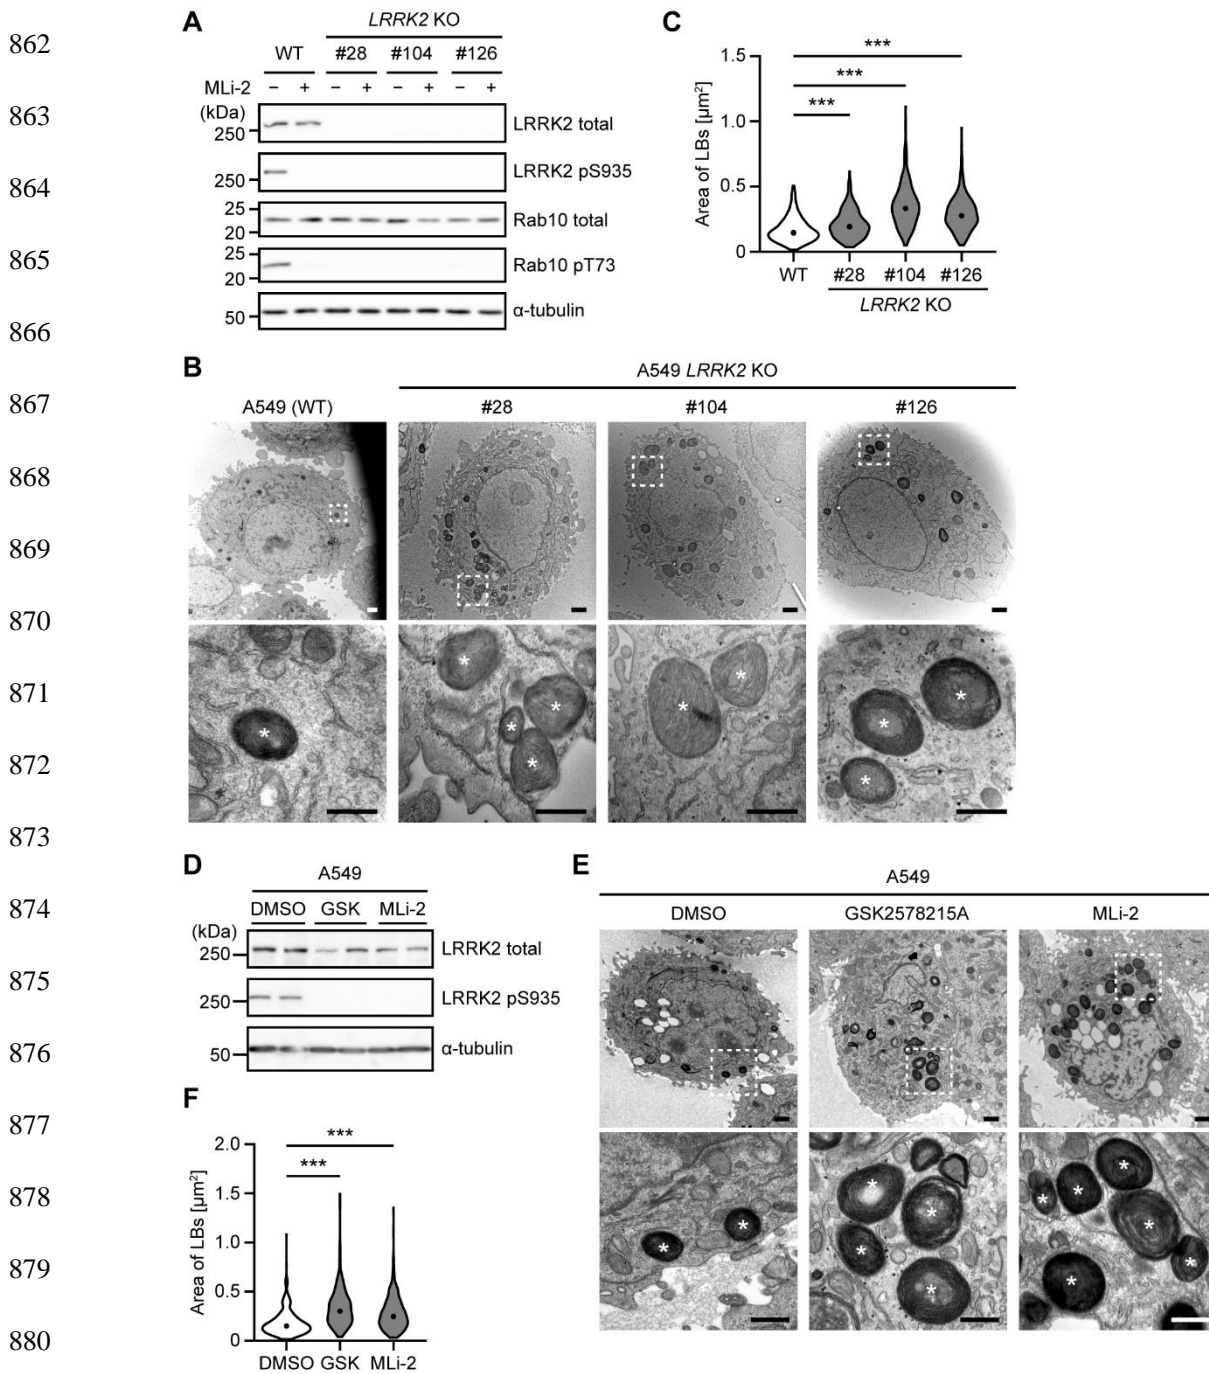 862
863
864
865
866
867
868
869
870
871
872
873
874
875
876
877
878
879
880
A
LRRK2 KO
WT #28 #104 #126
MLi-2 – + – + – + – +
(kDa)
250 LRRK2 total
250 LRRK2 pS935
25
20 Rab10 total
25
20 Rab10 pT73
50 α-tubulin
C
Area of LBs [µm²]
1.5
1.0
0.5
0
***
***
***
WT #28 #104 #126
LRRK2 KO
B
A549 LRRK2 KO
A549 (WT) #28 #104 #126
* * * * * * * * * *
D
A549
DMSO GSK MLi-2
(kDa)
250 LRRK2 total
250 LRRK2 pS935
50 α-tubulin
E
A549
DMSO GSK2578215A MLi-2
* * * * * * * * * * * *
F
Area of LBs [µm²]
2.0
1.5
1.0
0.5
0
***
***
DMSO GSK MLi-2